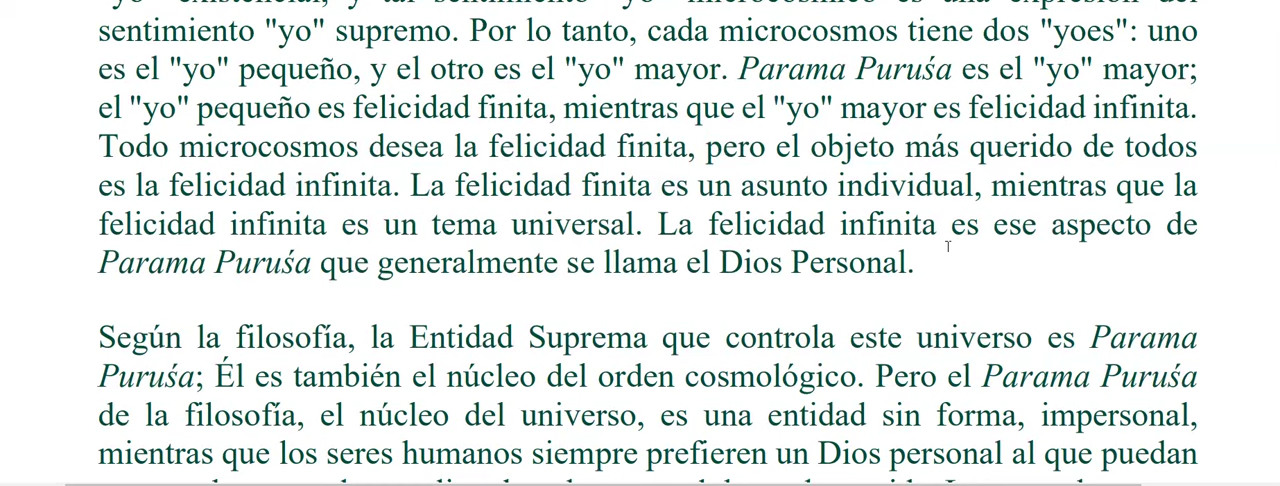 sentimiento "yo" supremo. Por lo tanto, cada microcosmos tiene dos "yoes": uno
es el "yo" pequeño, y el otro es el "yo" mayor. Parama Puruśa es el "yo" mayor;
el "yo" pequeño es felicidad finita, mientras que el "yo" mayor es felicidad infinita.
Todo microcosmos desea la felicidad finita, pero el objeto más querido de todos
es la felicidad infinita. La felicidad finita es un asunto individual, mientras que la
felicidad infinita es un tema universal. La felicidad infinita es ese aspecto de
Parama Puruśa que generalmente se llama el Dios Personal.
Según la filosofía, la Entidad Suprema que controla este universo es Parama
Puruśa; Él es también el núcleo del orden cosmológico. Pero el Parama Puruśa
de la filosofía, el núcleo del universo, es una entidad sin forma, impersonal,
mientras que los seres humanos siempre prefieren un Dios personal al que puedan